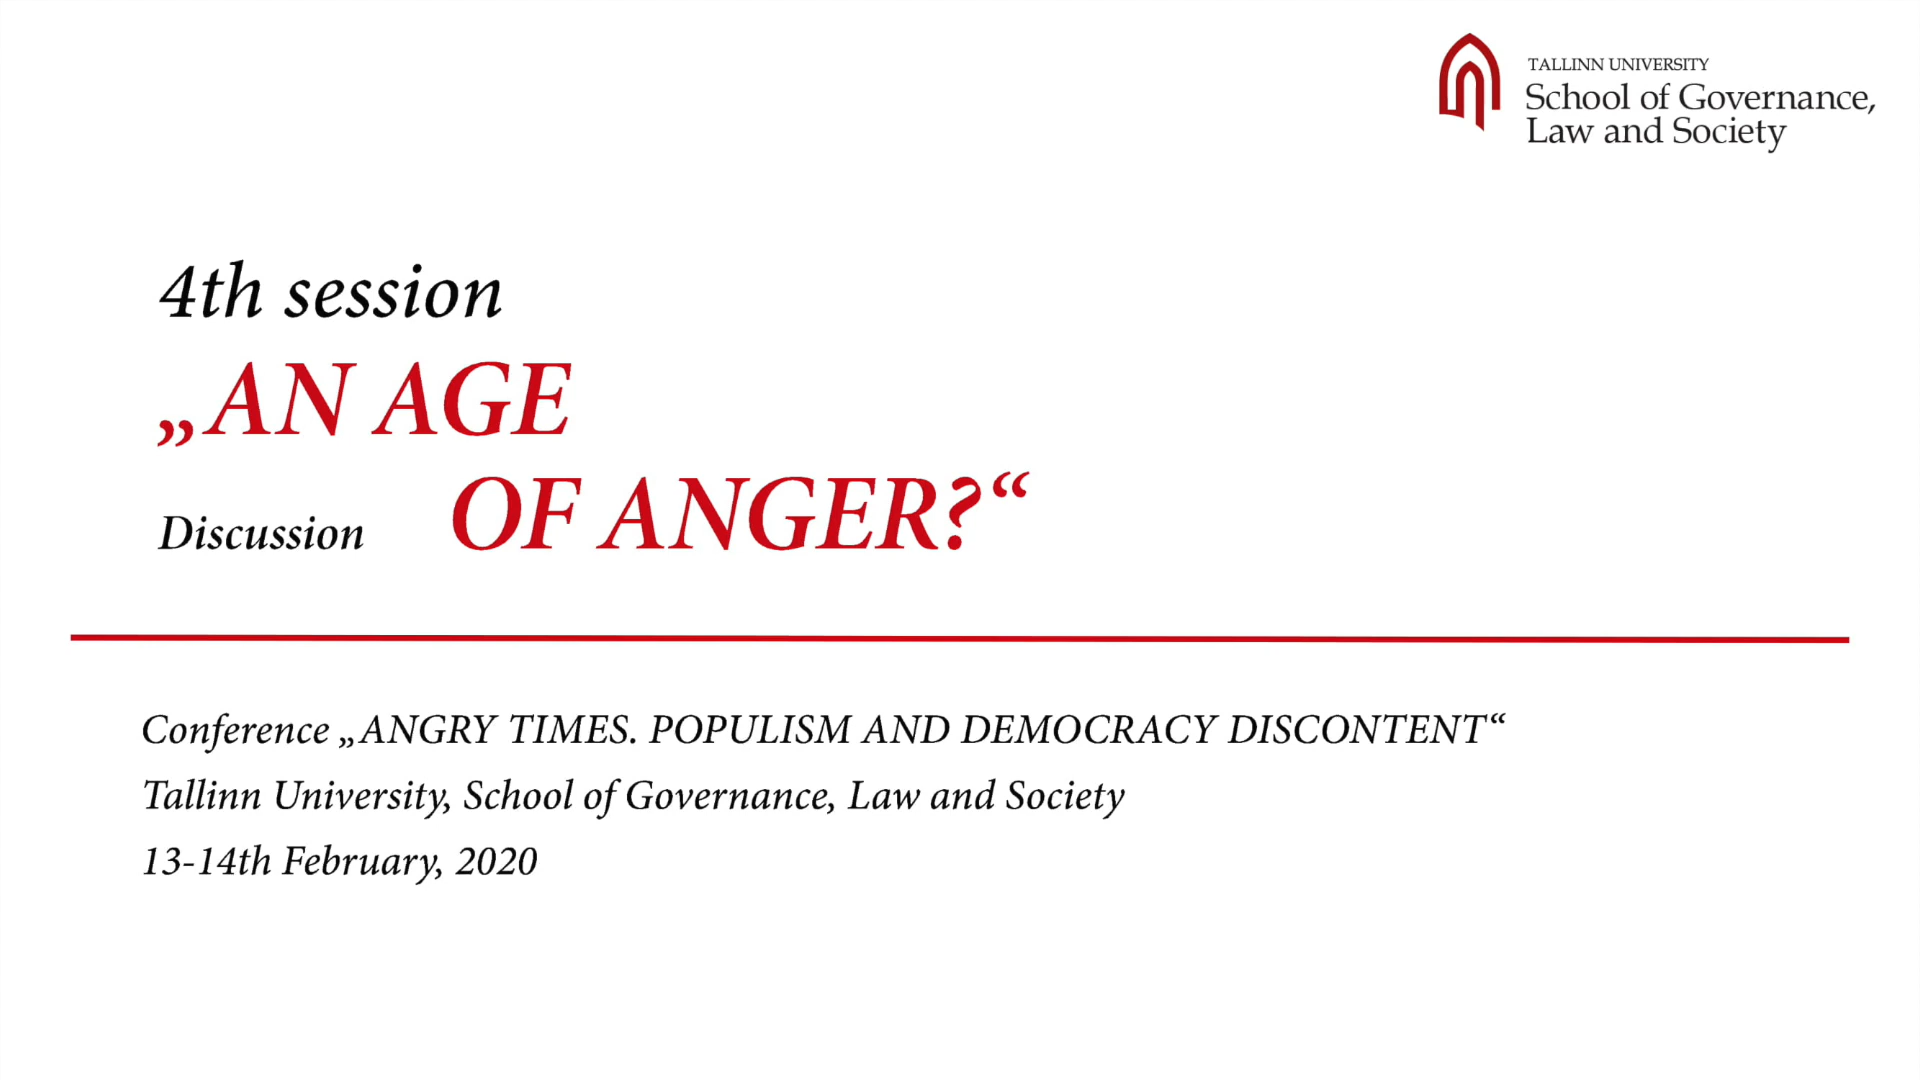 TALLINN UNIVERSITY
School of Governance,
Law and Society
4th session
„AN AGE
Discussion
OF ANGER?“
Conference „ANGRY TIMES. POPULISM AND DEMOCRACY DISCONTENT“
Tallinn University, School of Governance, Law and Society
13-14th February, 2020